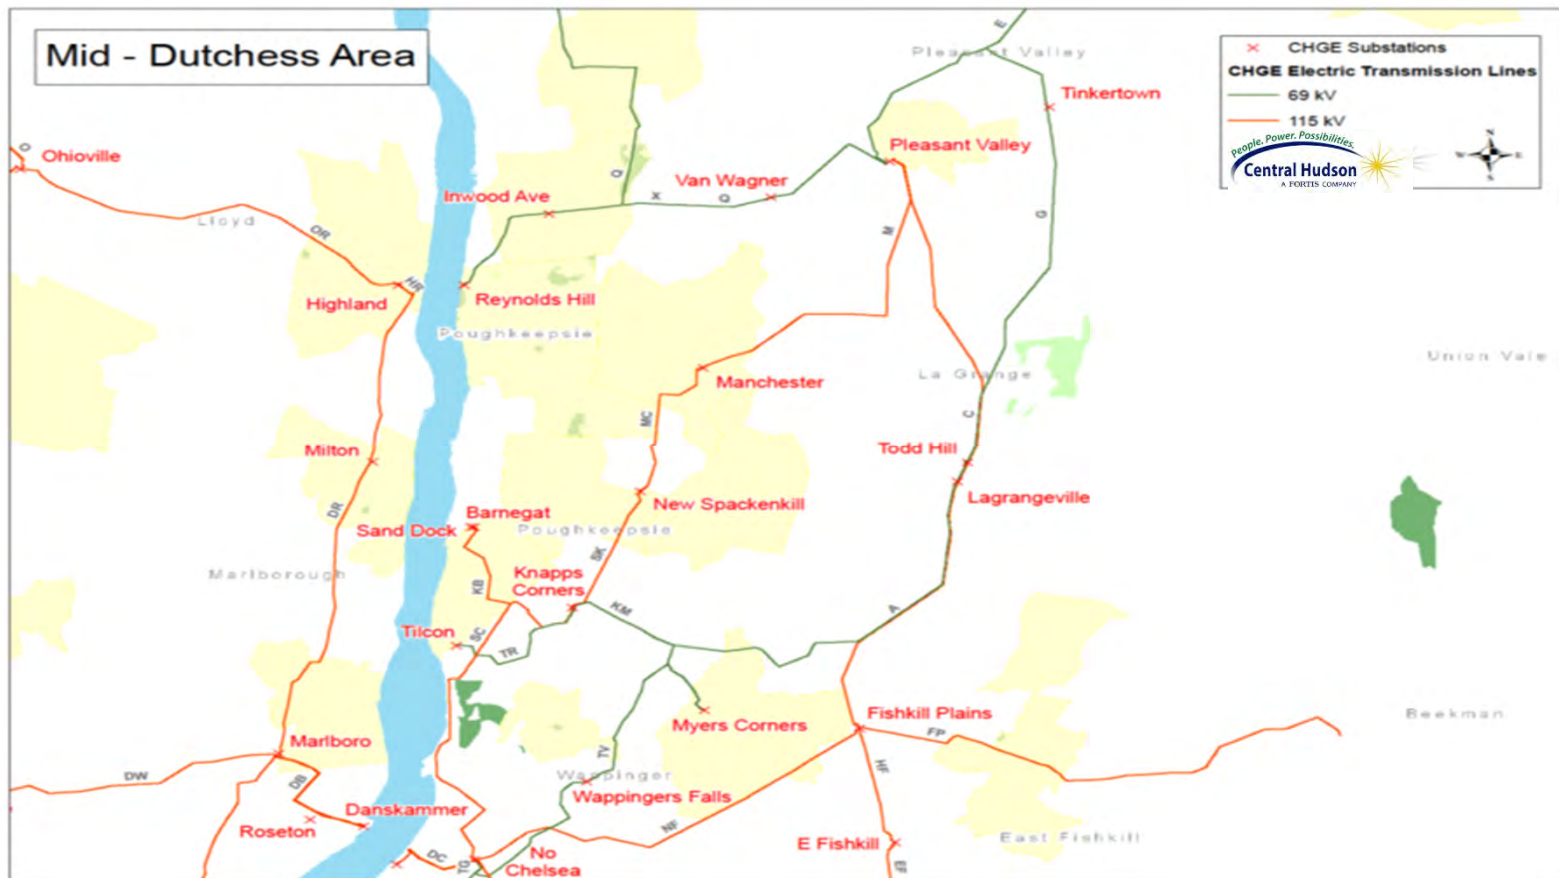 Mid - Dutchess Area
CHGE Substations
CHGE Electric Transmission Lines
69 kV
115 kV
People. Power. Possibilities.
Central Hudson
A FORTIS COMPANY
N
W
E
S
E
Pleasant Valley
Tinkertown
O
Ohioville
Pleasant Valley
Q
Van Wagner
Inwood Ave
X
Q
G
Lloyd
OR
M
HR
Highland
Reynolds Hill
Poughkeepsie
Union Vale
La Grange
Manchester
MC
C
Todd Hill
Milton
Lagrangeville
New Spackenkill
DR
Barnegat
Sand Dock
Poughkeepsie
SK
Marlborough
Knapps
Corners
KB
KM
A
Tilcon
SC
TR
Myers Corners
Fishkill Plains
Beekman
FP
Marlboro
TV
Wappinger
DW
DB
HF
Wappingers Falls
Danskammer
Roseton
NF
East Fishkill
E Fishkill
DC
TG
No
Chelsea
EF